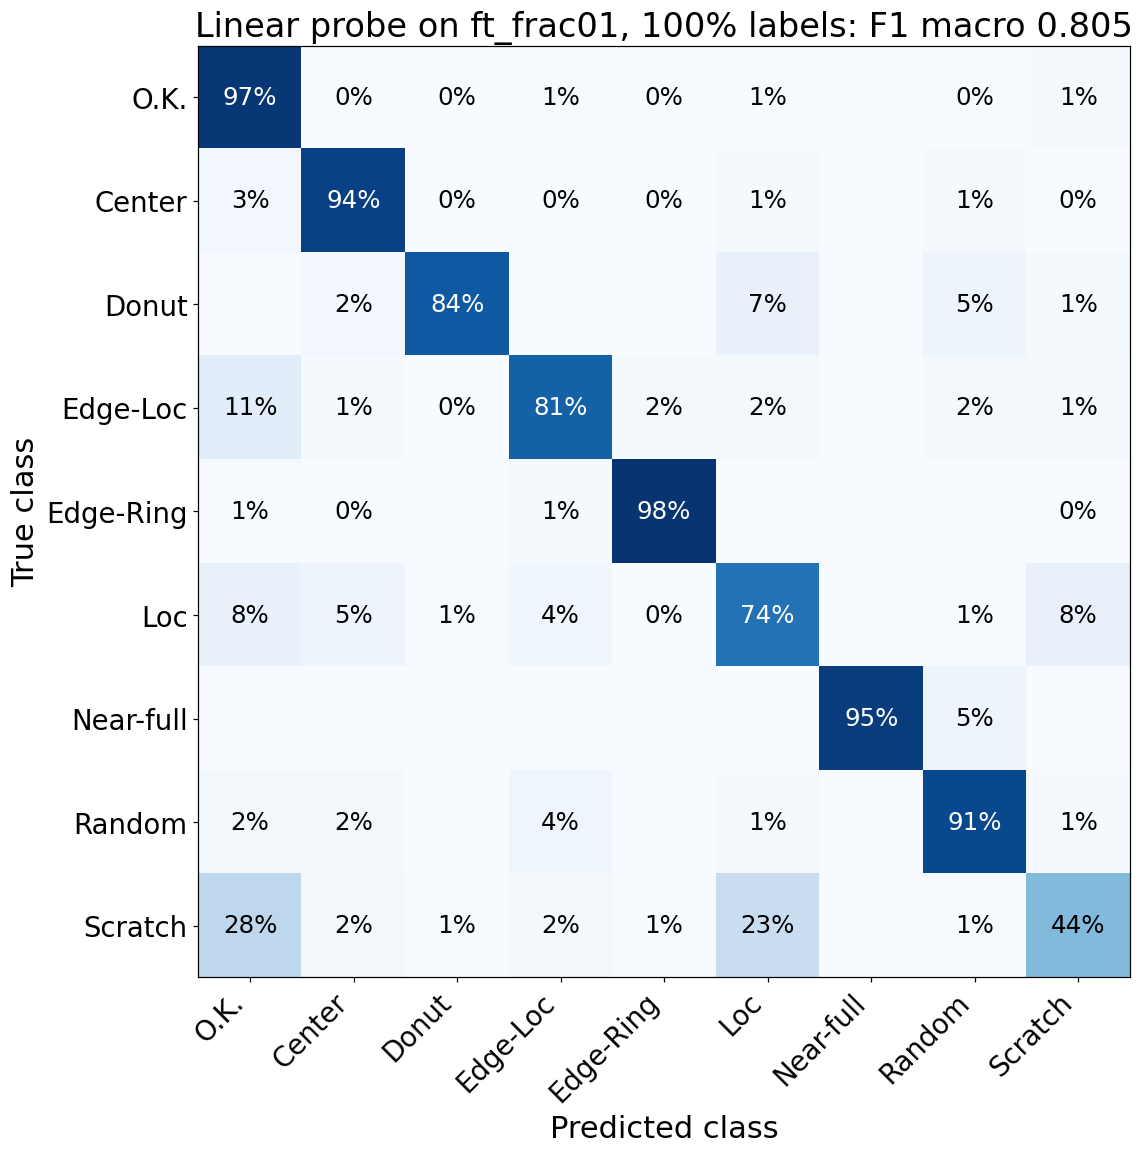 Linear probe on ft_frac01, 100% labels: F1 macro 0.805
O.K. 97% 0% 0% 1% 0% 1% 0% 1%
Center 3% 94% 0% 0% 0% 1% 1% 0%
Donut 2% 84% 7% 5% 1%
Edge-Loc 11% 1% 0% 81% 2% 2% 2% 1%
Edge-Ring 1% 0% 1% 98% 0%
Loc 8% 5% 1% 4% 0% 74% 1% 8%
Near-full 95% 5%
Random 2% 2% 4% 1% 91% 1%
Scratch 28% 2% 1% 2% 1% 23% 1% 44%
True class
O.K. Center Donut Edge-Loc Edge-Ring Loc Near-full Random Scratch
Predicted class